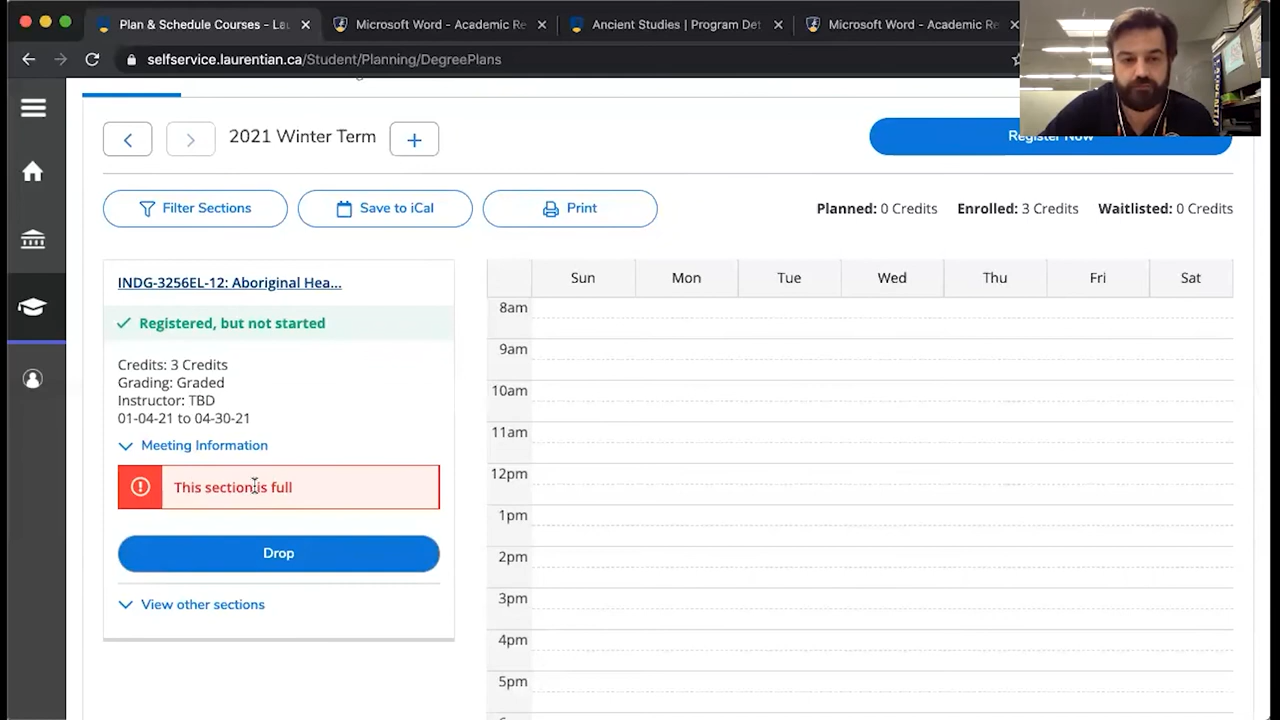 Plan & Schedule Courses - Lau
Microsoft Word - Academic Re
Ancient Studies | Program Det
Microsoft Word - Academic Re
selfservice.laurentian.ca/Student/Planning/DegreePlans
2021 Winter Term
Register Now
Filter Sections
Save to iCal
Print
Planned: 0 Credits Enrolled: 3 Credits Waitlisted: 0 Credits
INDG-3256EL-12: Aboriginal Hea...
Registered, but not started
Credits: 3 Credits
Grading: Graded
Instructor: TBD
01-04-21 to 04-30-21
Meeting Information
This section is full
Drop
View other sections
Sun Mon Tue Wed Thu Fri Sat
8am
9am
10am
11am
12pm
1pm
2pm
3pm
4pm
5pm